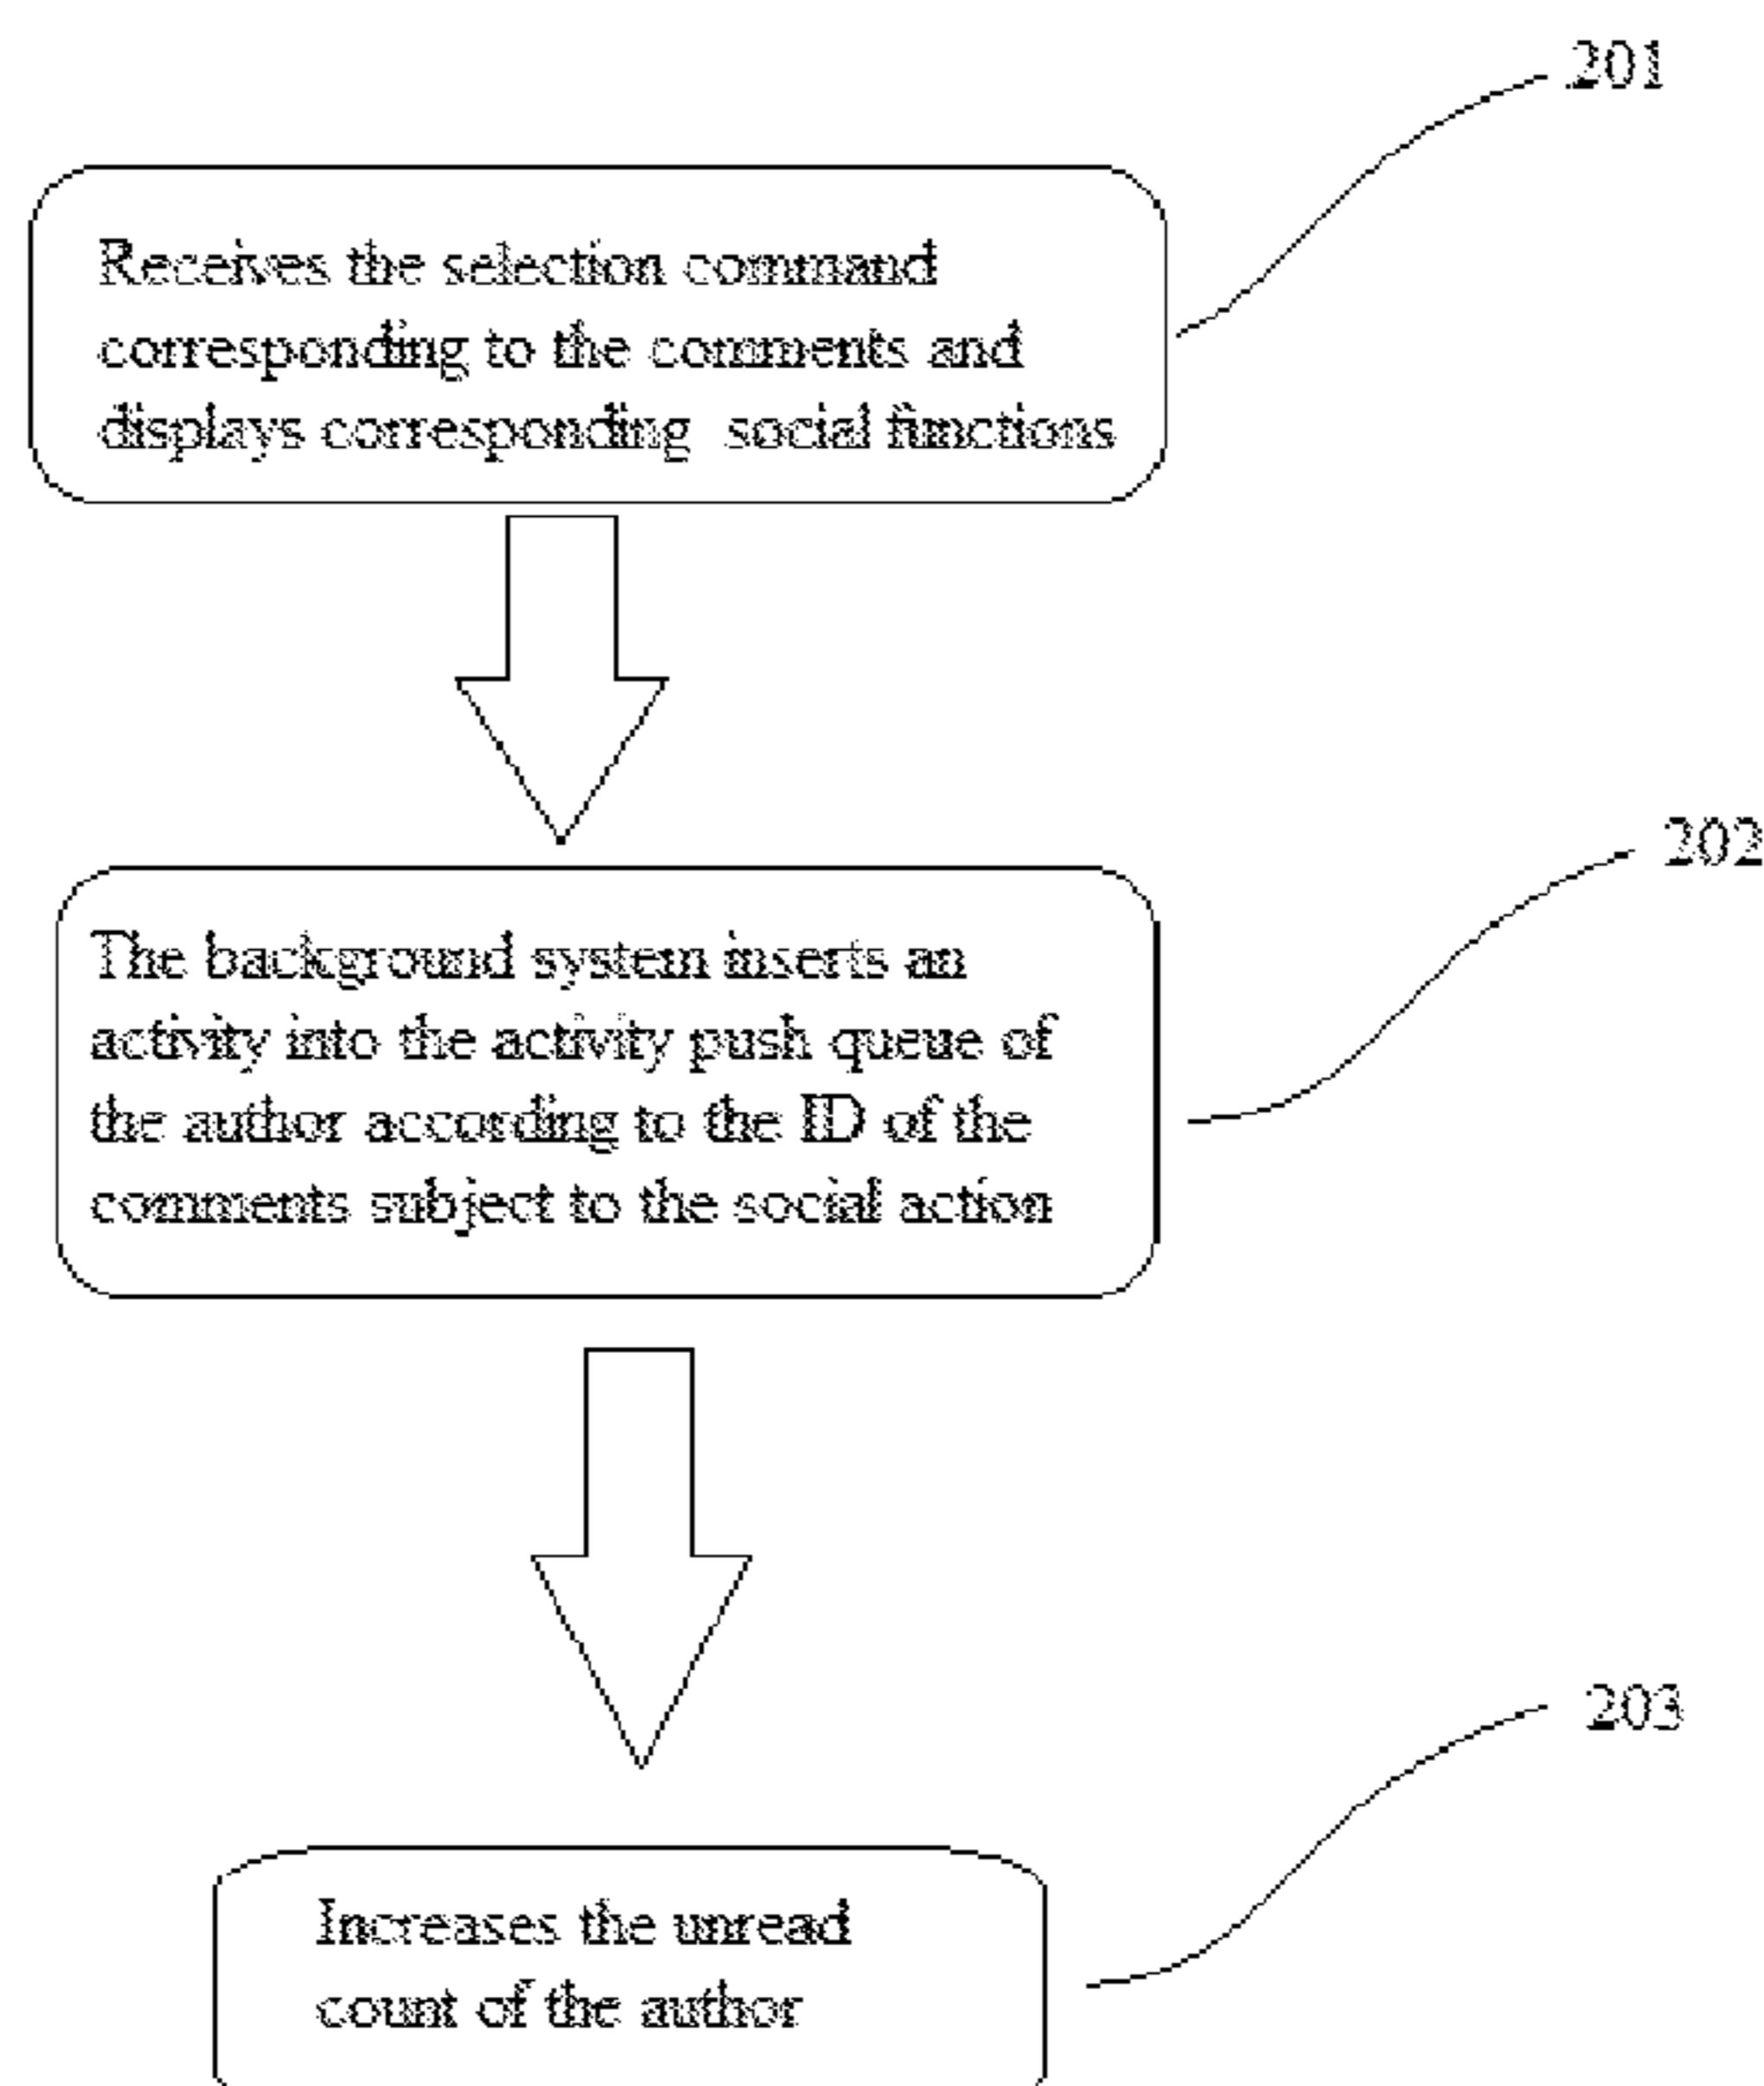 201
Receives the selection command
corresponding to the comments and
displays corresponding social functions
202
The background system inserts an
activity into the activity push queue of
the author according to the ID of the
comments subject to the social action
203
Increases the unread
count of the author